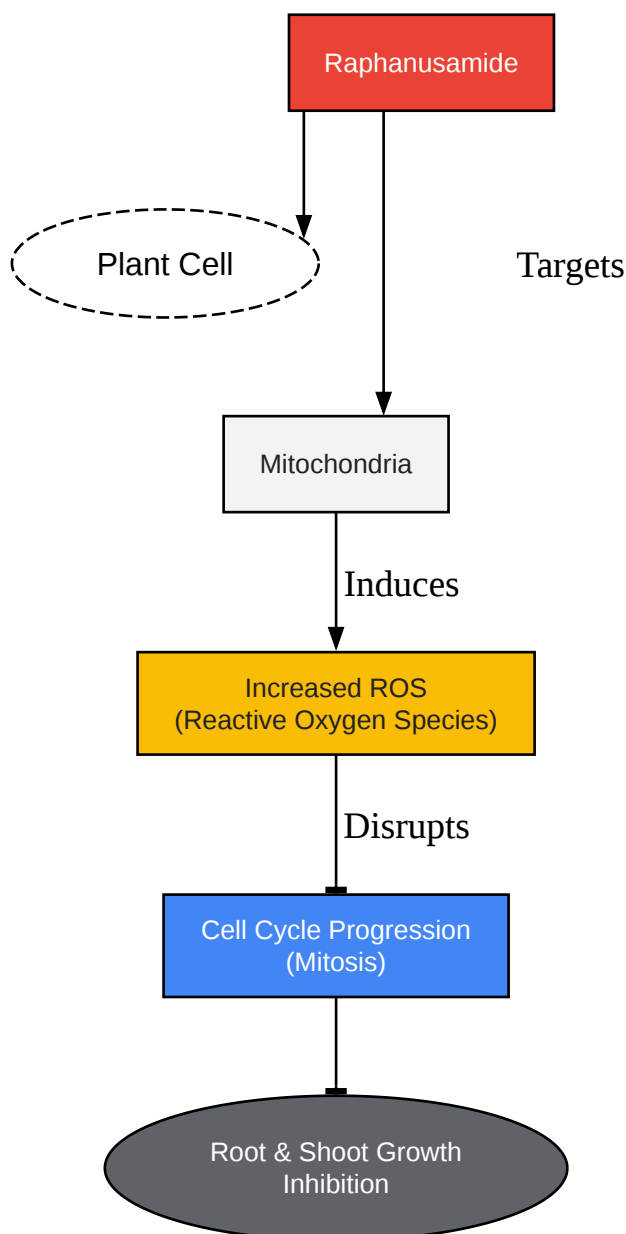 Raphanusamide
Plant Cell
Targets
Mitochondria
Induces
Increased ROS
(Reactive Oxygen Species)
Disrupts
Cell Cycle Progression
(Mitosis)
Root & Shoot Growth
Inhibition